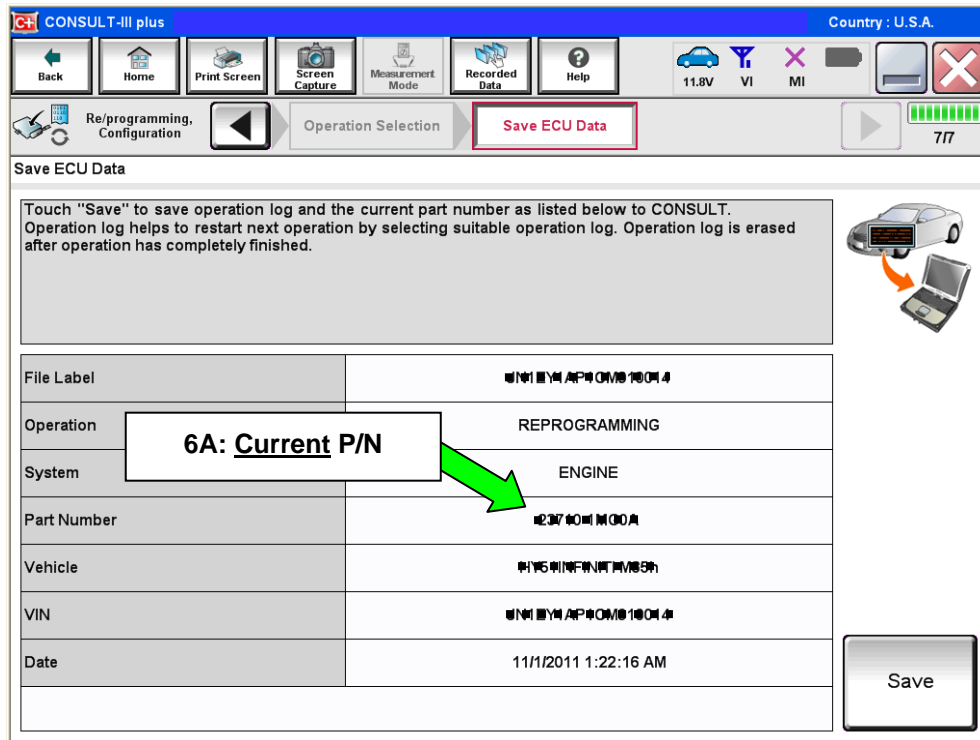 CONSULT-III plus Country : U.S.A.
Back Home Print Screen Screen Capture Measurement Mode Recorded Data Help 11.8V VI MI
Re/programming, Configuration Operation Selection Save ECU Data 7/7
Save ECU Data
Touch "Save" to save operation log and the current part number as listed below to CONSULT.
Operation log helps to restart next operation by selecting suitable operation log. Operation log is erased
after operation has completely finished.
File Label
Operation REPROGRAMMING
6A: Current P/N
System ENGINE
Part Number
Vehicle
VIN
Date 11/1/2011 1:22:16 AM
Save